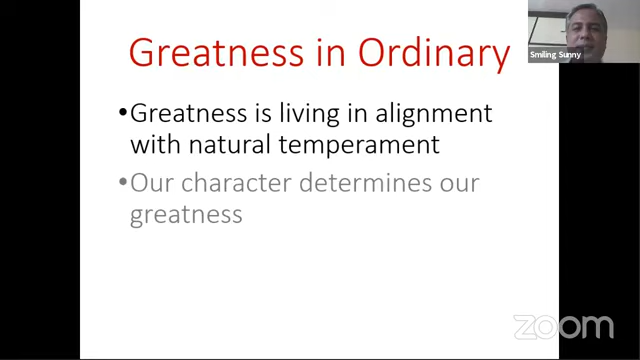 Greatness in Ordinary
Smiling Sunny
•Greatness is living in alignment
with natural temperament
•Our character determines our
greatness
zoom